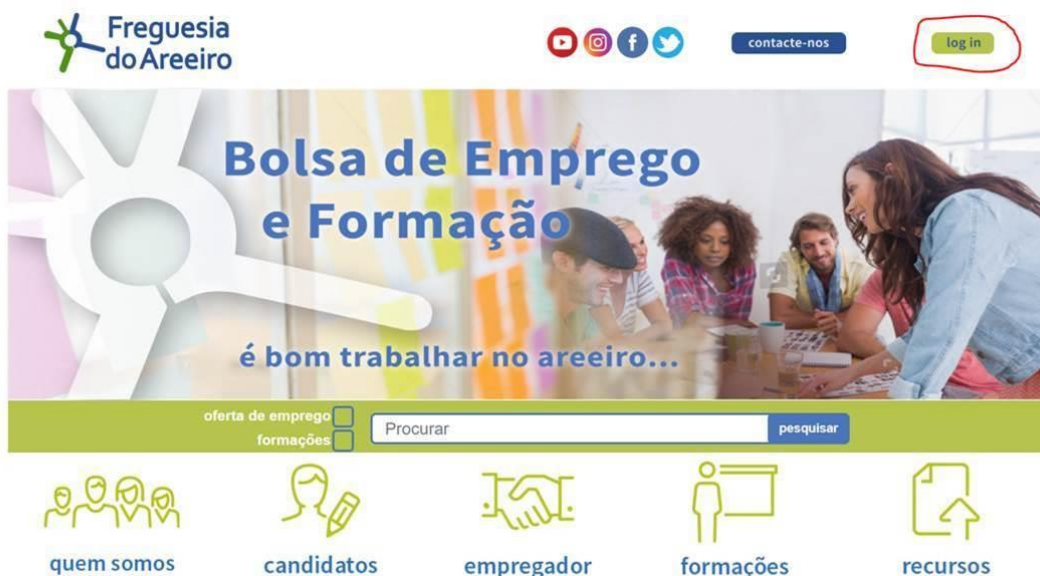 Freguesia
do Areeiro
contacte-nos
log in
Bolsa de Emprego
e Formação
é bom trabalhar no areeiro...
oferta de emprego
formações
Procurar
pesquisar
quem somos
candidatos
empregador
formações
recursos